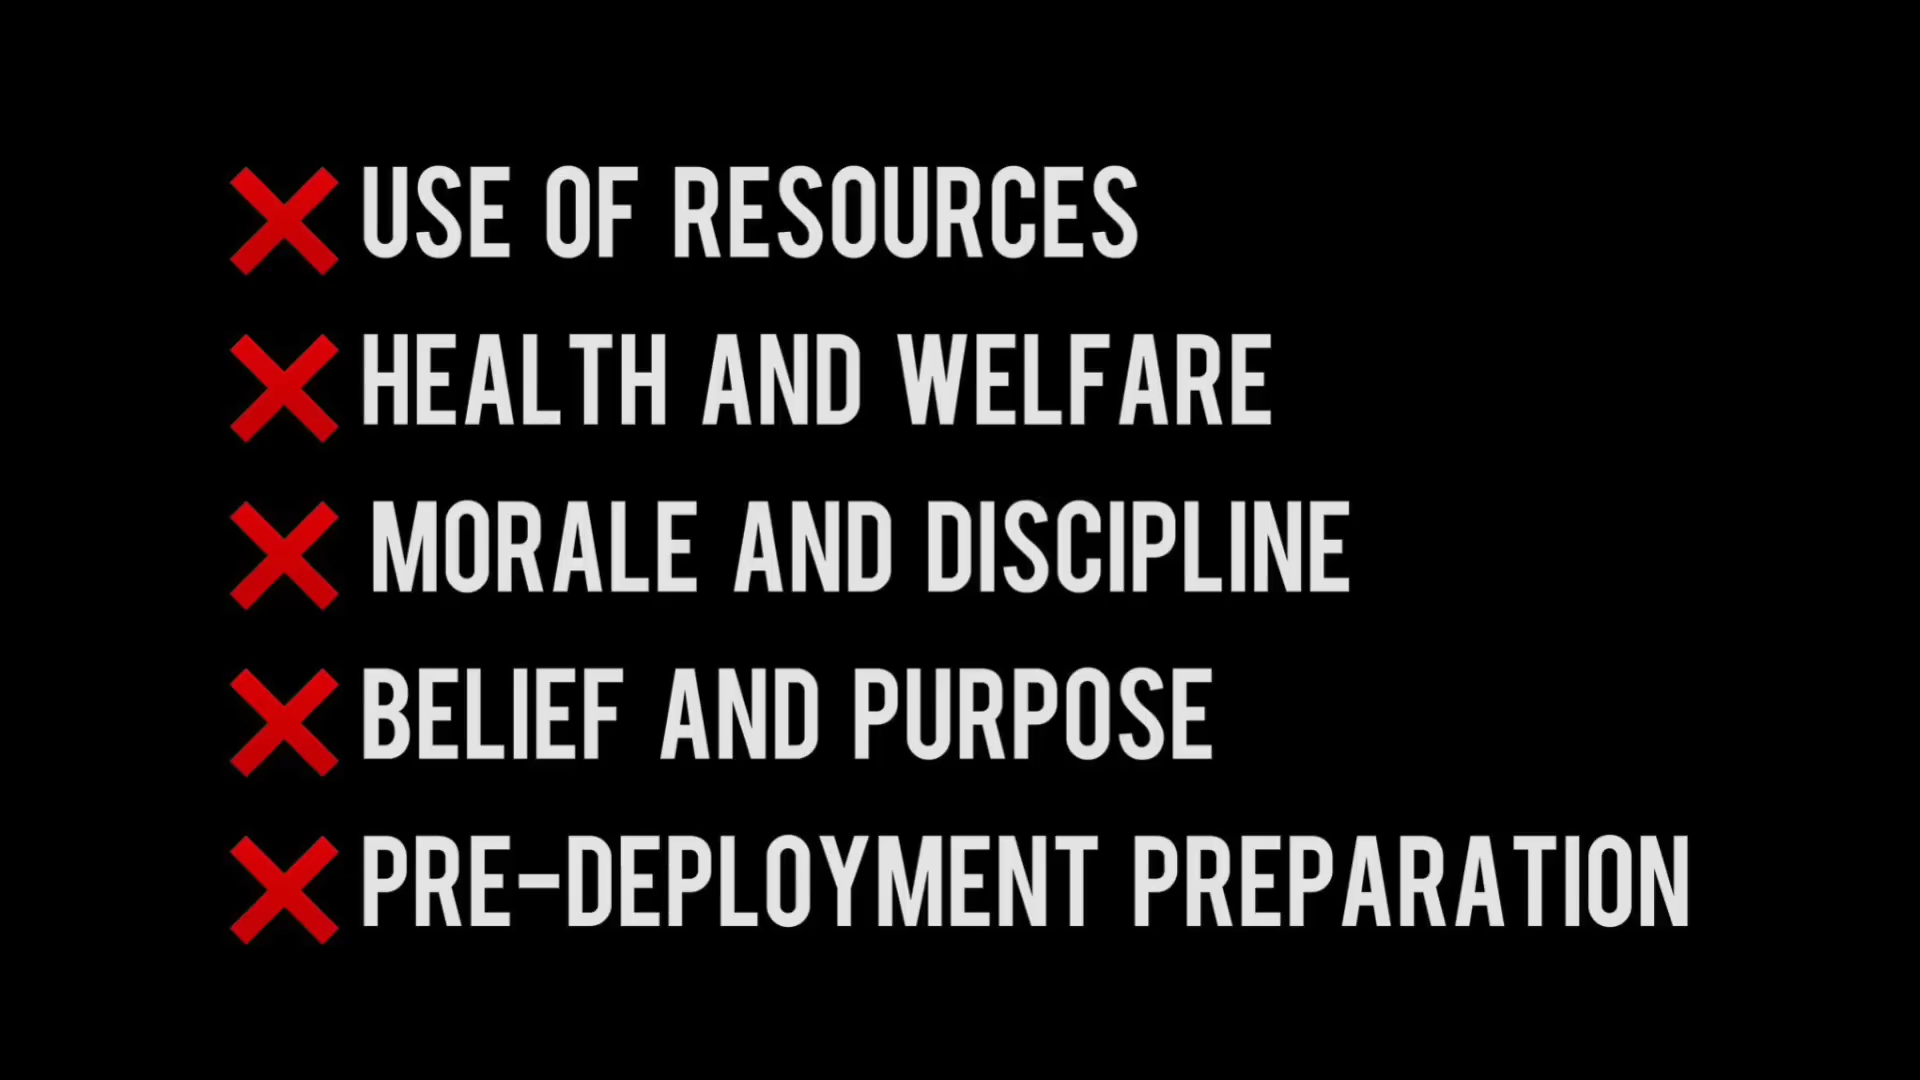 USE OF RESOURCES
HEALTH AND WELFARE
MORALE AND DISCIPLINE
BELIEF AND PURPOSE
PRE-DEPLOYMENT PREPARATION